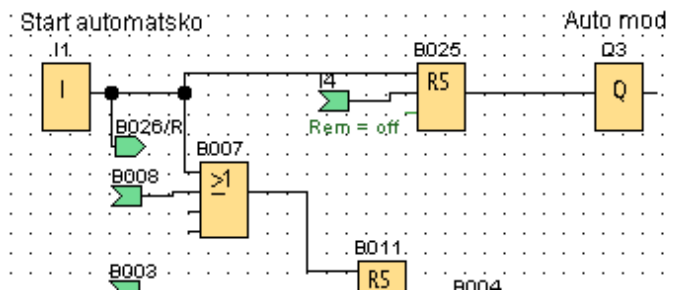 Start automatsko
Auto mod
I1
B025
Q3
I
I4
RS
Q
Rem = off
B026/R
B007
B008
≥1
B011
B003
RS
B004